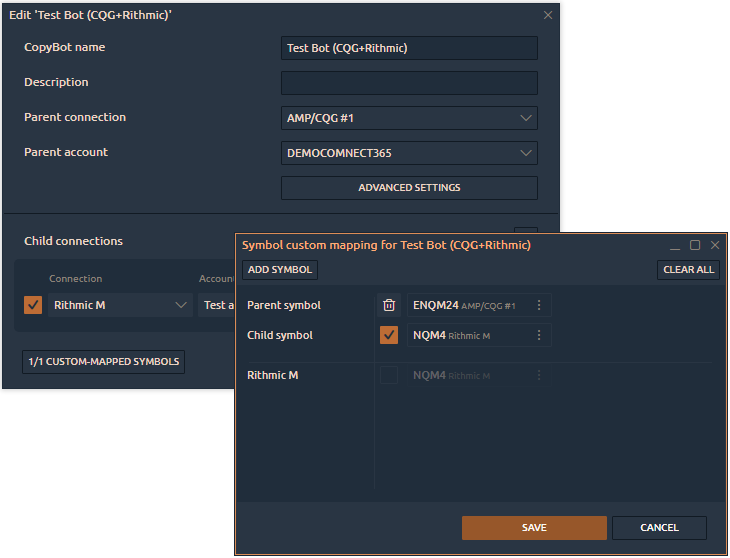 Edit 'Test Bot (CQG+Rithmic)'
CopyBot name
Test Bot (CQG+Rithmic)
Description
Parent connection
AMP/CQG #1
Parent account
DEMOCOMNECT365
ADVANCED SETTINGS
Child connections
Connection
Accoun
Rithmic M
Test a
1/1 CUSTOM-MAPPED SYMBOLS
Symbol custom mapping for Test Bot (CQG+Rithmic)
ADD SYMBOL
CLEAR ALL
Parent symbol
ENQM24 AMP/CQG #1
Child symbol
NQM4 Rithmic M
Rithmic M
NQM4 Rithmic M
SAVE
CANCEL